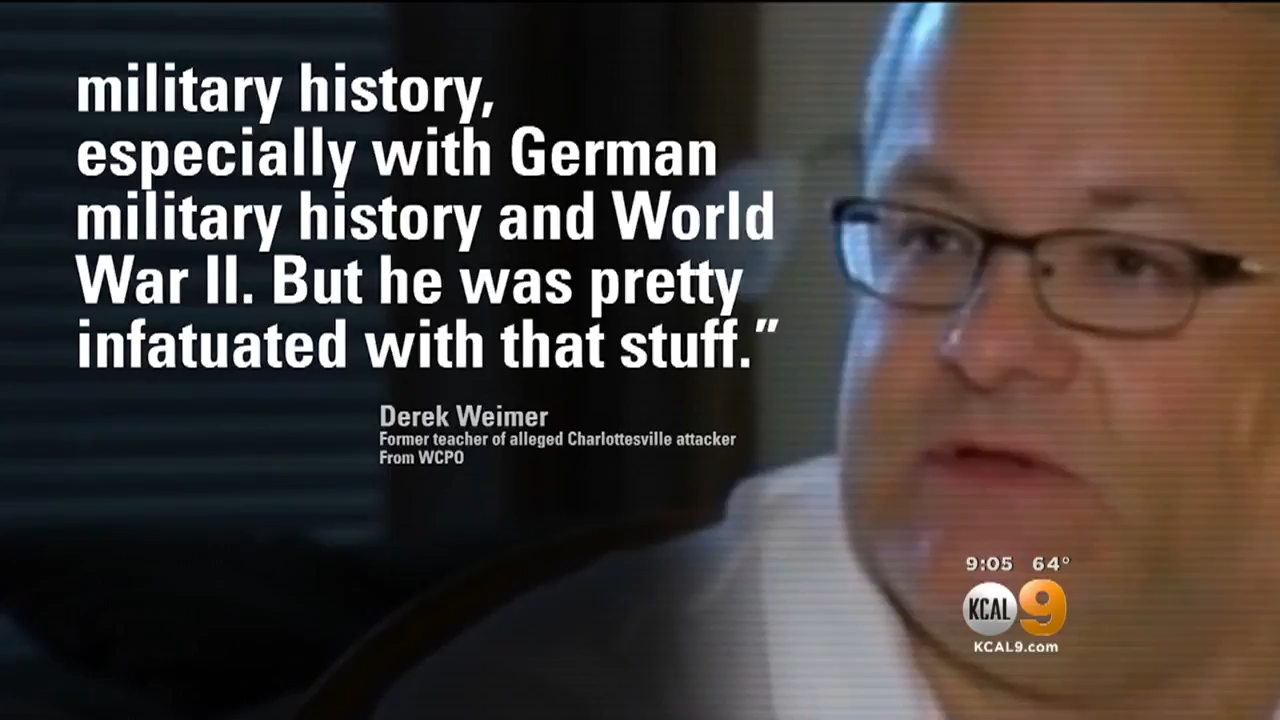 military history,
especially with German
military history and World
War II. But he was pretty
infatuated with that stuff.”
Derek Weimer
Former teacher of alleged Charlottesville attacker
From WCPO
9:05 64°
KCAL 9
KCAL9.com